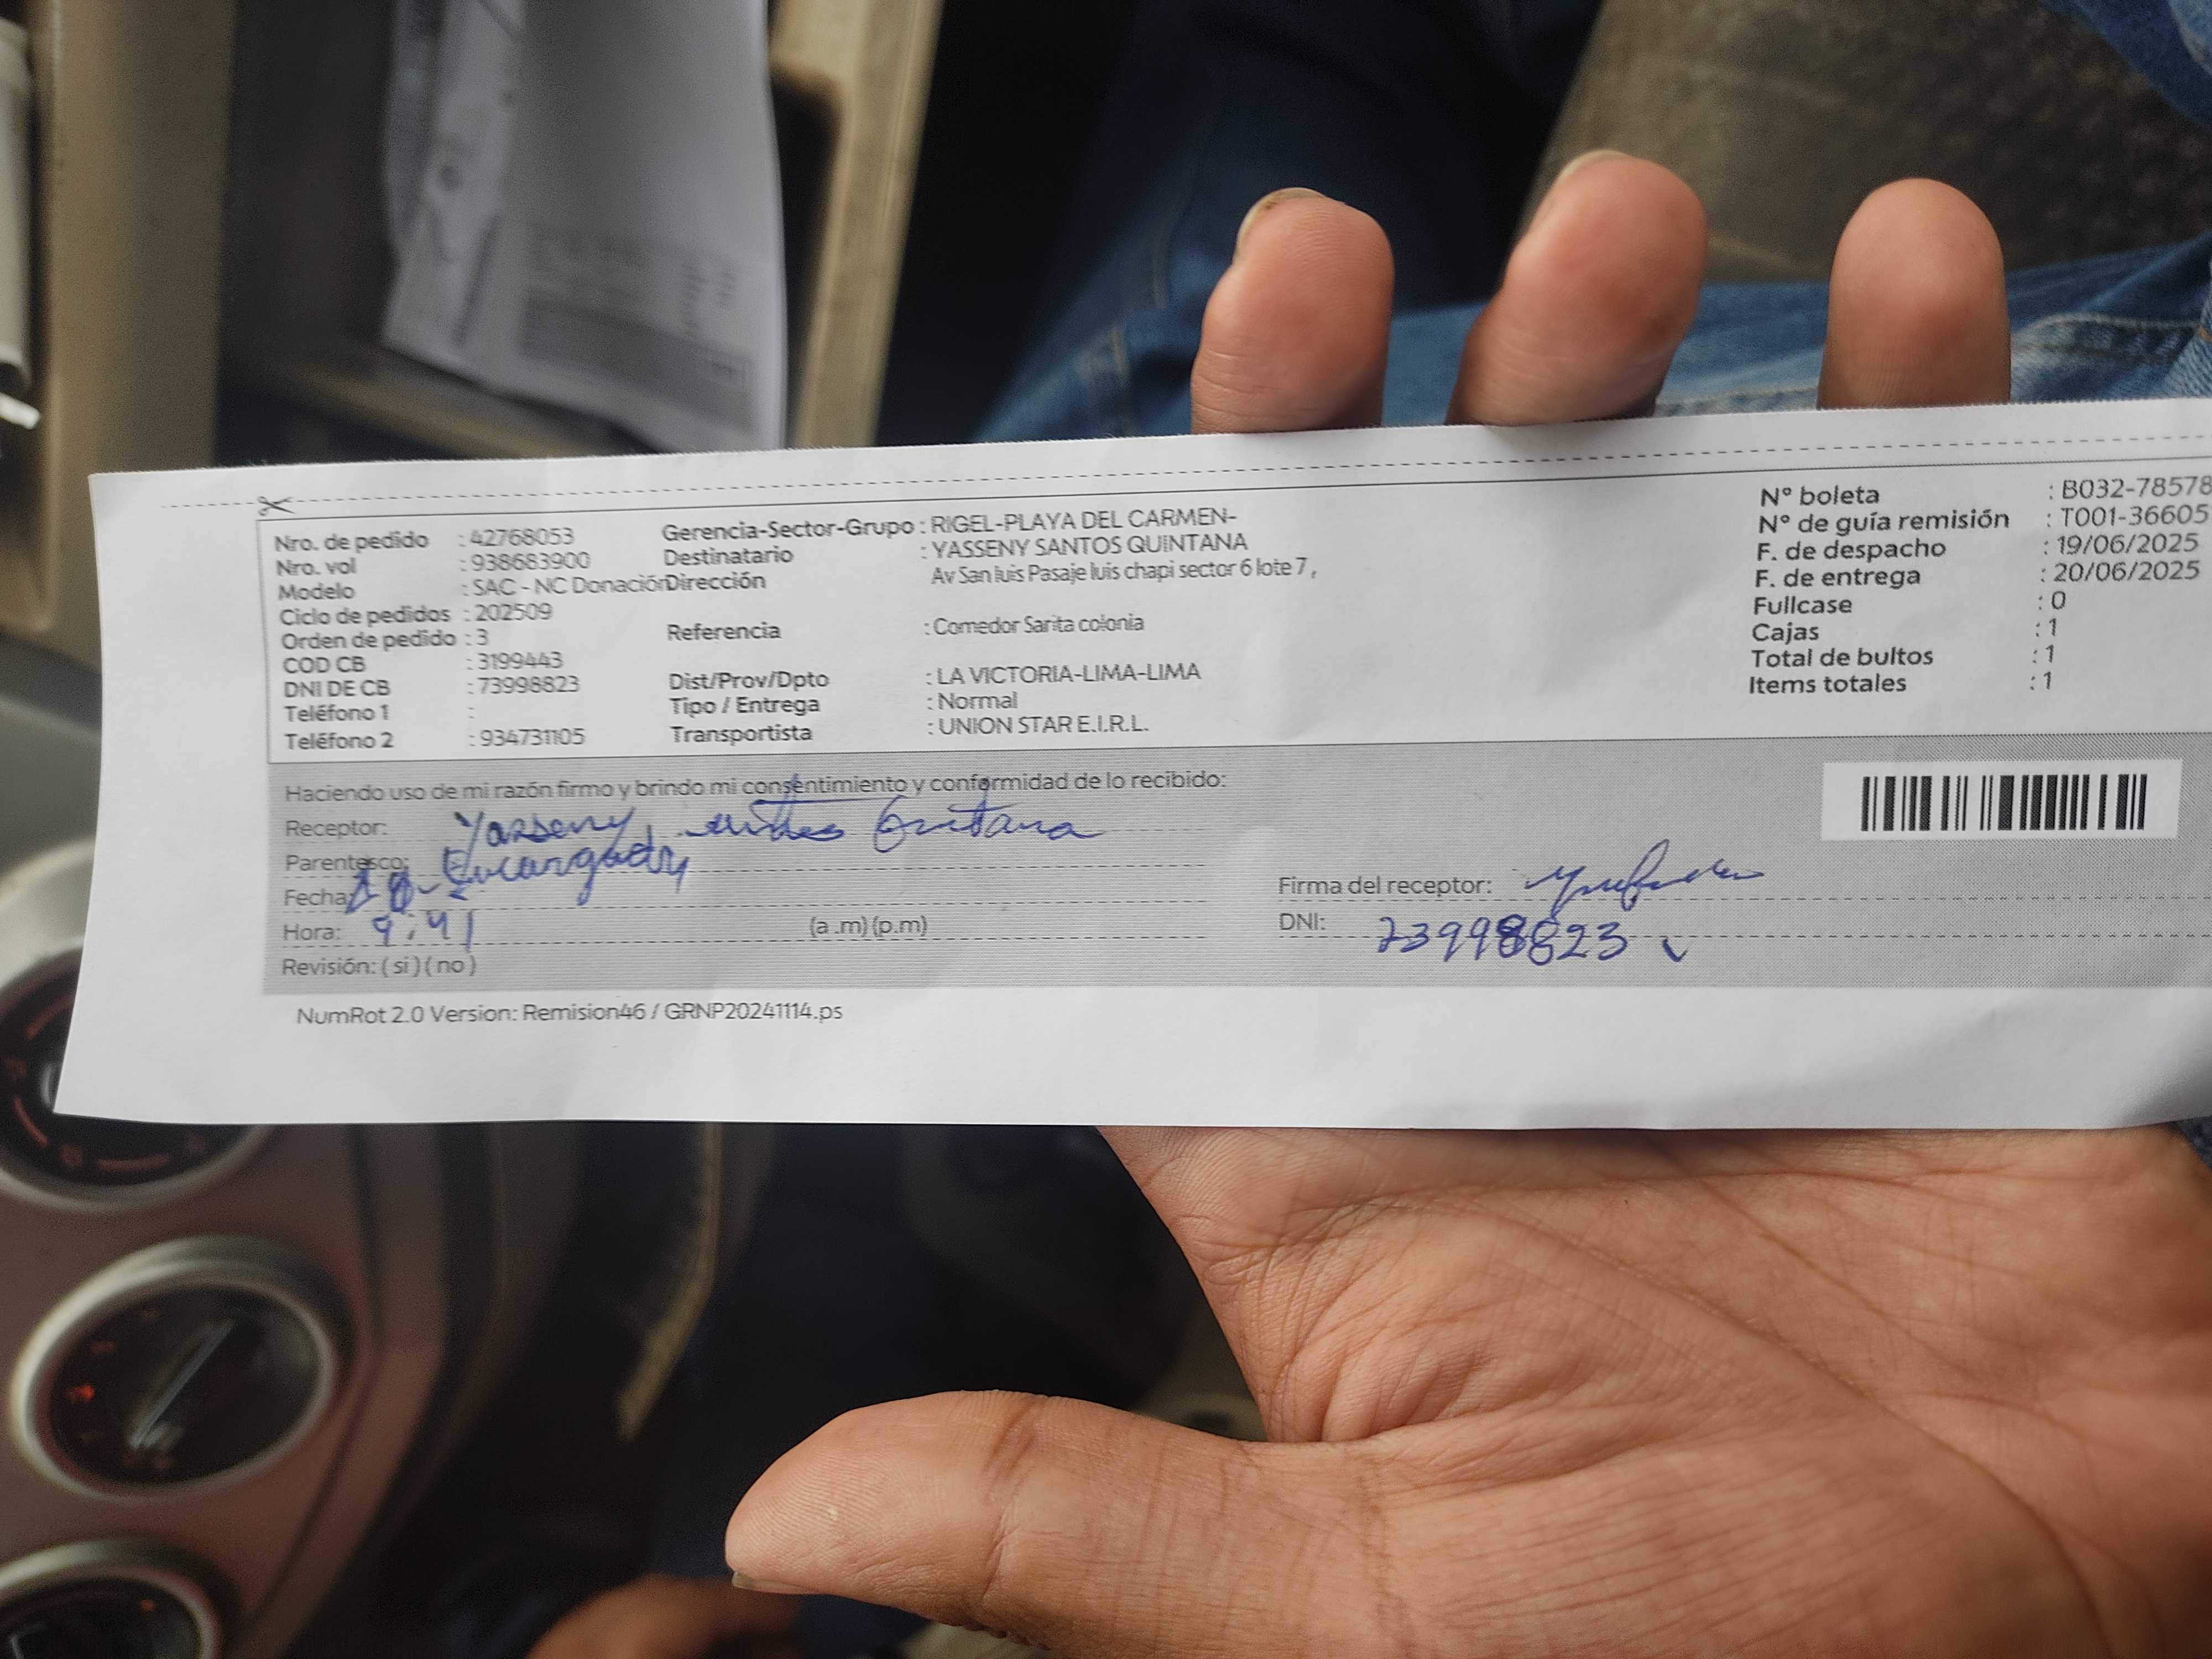 Nro. de pedido : 42768053
Nro. vol : 938683900
Modelo : SAC - NC Donación
Ciclo de pedidos : 202509
Orden de pedido : 3
COD CB : 3199443
DNI DE CB : 73998823
Teléfono 1 :
Teléfono 2 : 934731105
Gerencia-Sector-Grupo : RIGEL-PLAYA DEL CARMEN-
Destinatario : YASSENY SANTOS QUINTANA
Dirección Av San luis Pasaje luis chapi sector 6 lote 7 ,
Referencia : Comedor Sarita colonia
Dist/Prov/Dpto : LA VICTORIA-LIMA-LIMA
Tipo / Entrega : Normal
Transportista : UNION STAR E.I.R.L.
N° boleta : B032-78578
N° de guía remisión : T001-36605
F. de despacho : 19/06/2025
F. de entrega : 20/06/2025
Fullcase : 0
Cajas : 1
Total de bultos : 1
Items totales : 1
Haciendo uso de mi razón firmo y brindo mi consentimiento y conformidad de lo recibido:
Receptor: Yasseny Quitana
Parentesco:
Fecha:
Hora: 9:41 (a .m) (p.m)
Revisión: ( si ) ( no )
Firma del receptor:
DNI: 73998823
NumRot 2.0 Version: Remision46 / GRNP20241114.ps